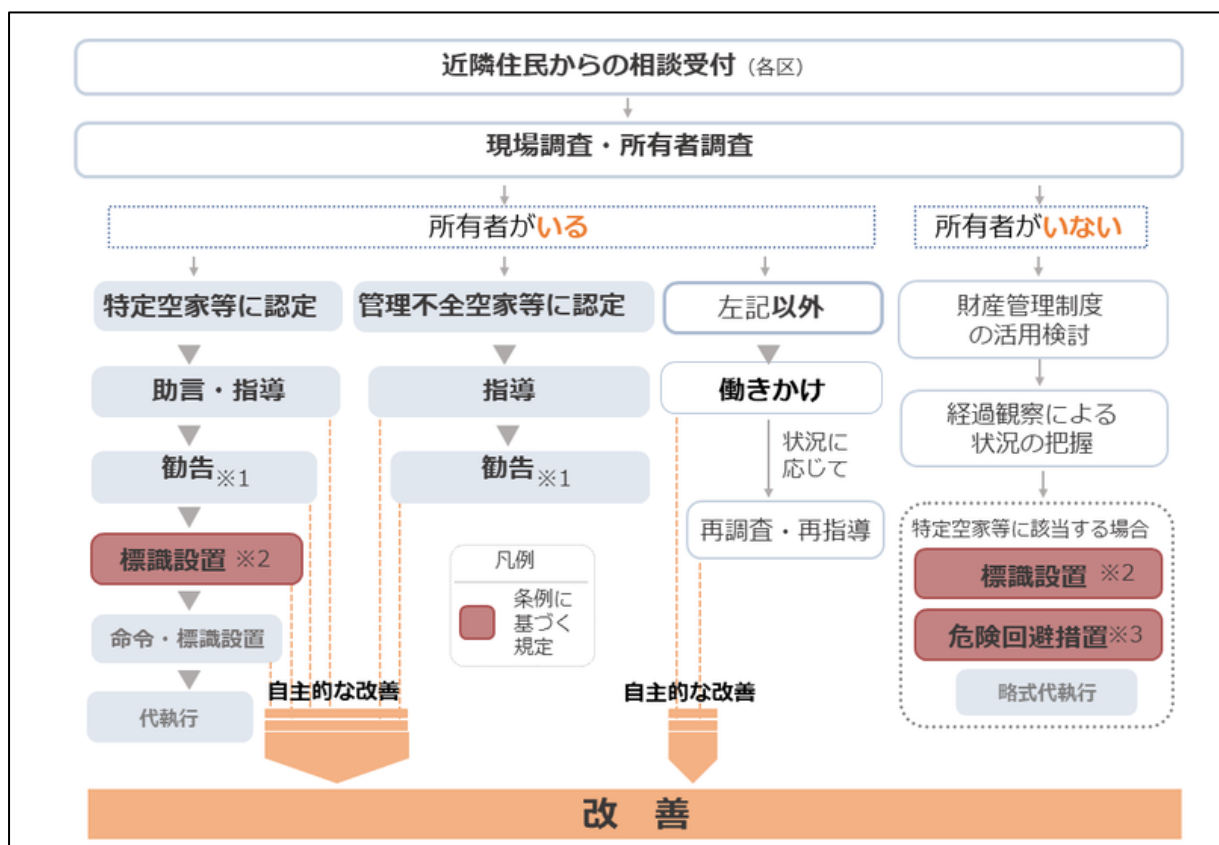 近隣住民からの相談受付（各区）
現場調査・所有者調査
所有者がいる
所有者がいない
特定空家等に認定
管理不全空家等に認定
左記以外
財産管理制度
の活用検討
助言・指導
指導
働きかけ
経過観察による
状況の把握
勧告※1
勧告※1
状況に
応じて
再調査・再指導
特定空家等に該当する場合
標識設置 ※2
凡例
条例に
基づく
規定
標識設置 ※2
命令・標識設置
危険回避措置※3
代執行
自主的な改善
自主的な改善
略式代執行
改 善